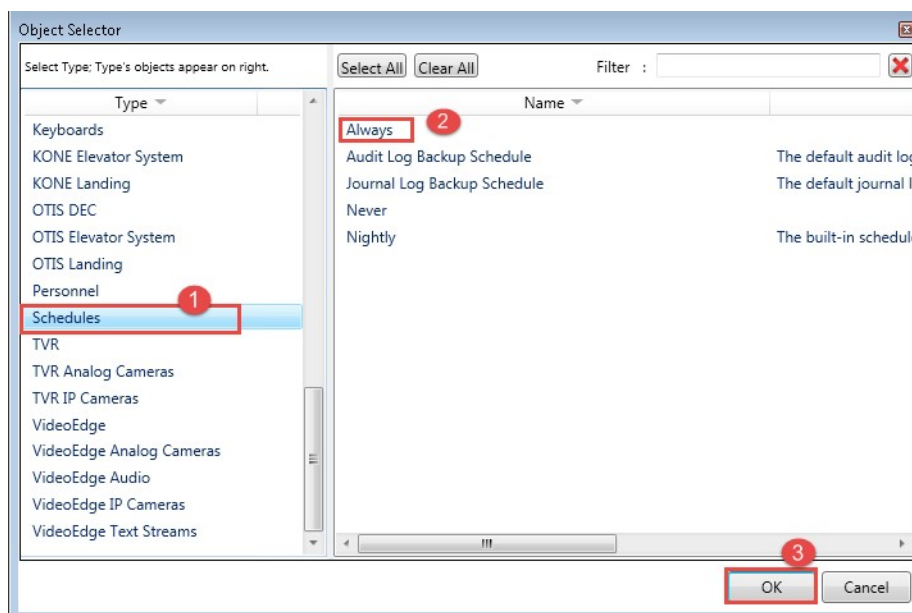 Object Selector
Select Type; Type's objects appear on right.
Select All Clear All Filter :
Type
Name
Keyboards
KONE Elevator System
KONE Landing
OTIS DEC
OTIS Elevator System
OTIS Landing
Personnel
1
Schedules
TVR
TVR Analog Cameras
TVR IP Cameras
VideoEdge
VideoEdge Analog Cameras
VideoEdge Audio
VideoEdge IP Cameras
VideoEdge Text Streams
Always
2
Audit Log Backup Schedule The default audit log
Journal Log Backup Schedule The default journal
Never
Nightly The built-in
3
OK Cancel